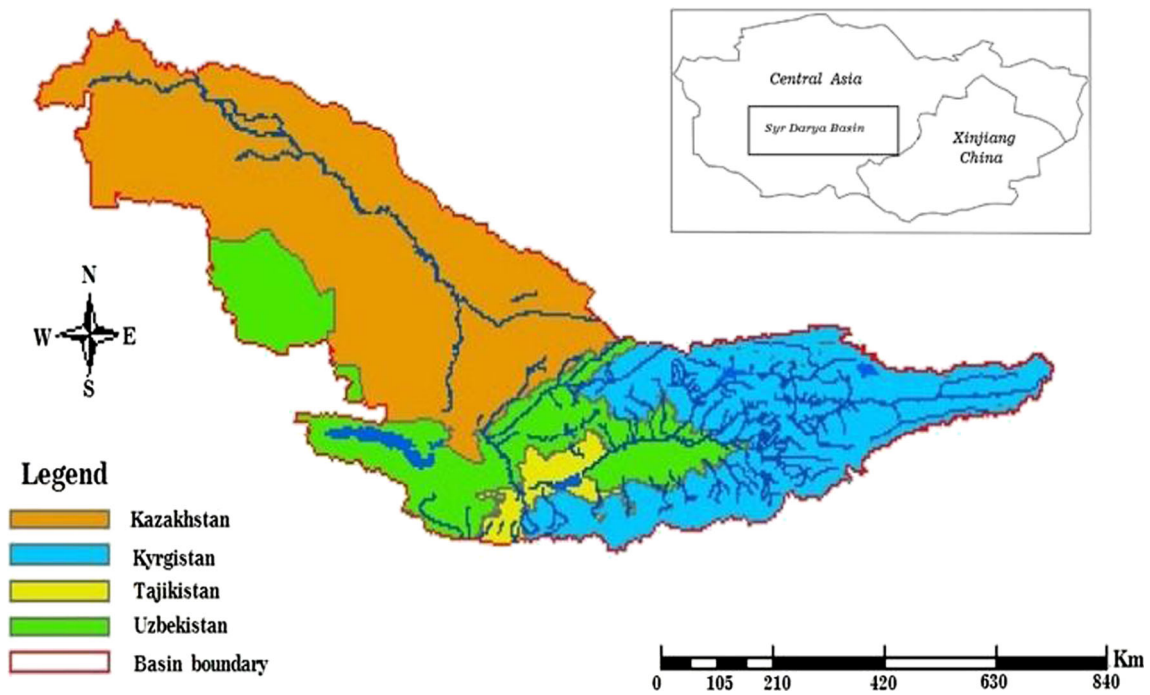 Central Asia
Syr Darya Basin
Xinjiang
China
N
W E
S
Legend
Kazakhstan
Kyrgistan
Tajikistan
Uzbekistan
Basin boundary
Km
0 105 210 420 630 840